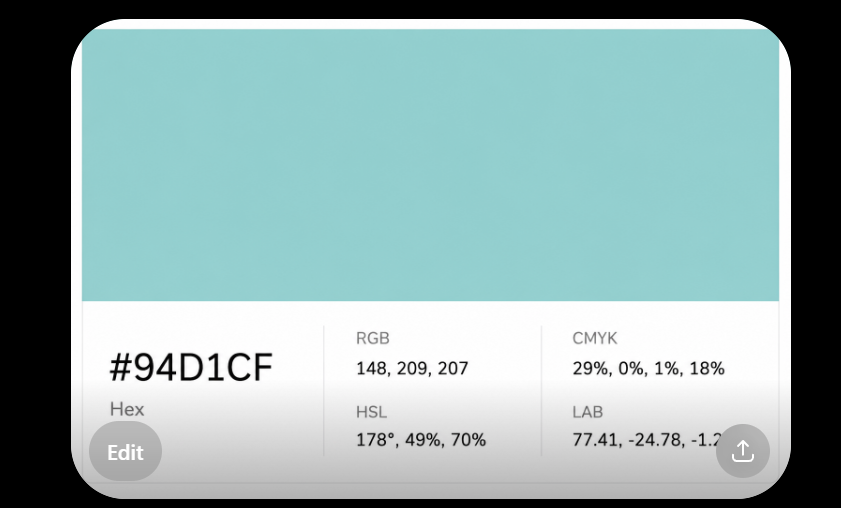 #94D1CF
Hex
RGB
148, 209, 207
HSL
178°, 49%, 70%
CMYK
29%, 0%, 1%, 18%
LAB
77.41, -24.78,
Edit